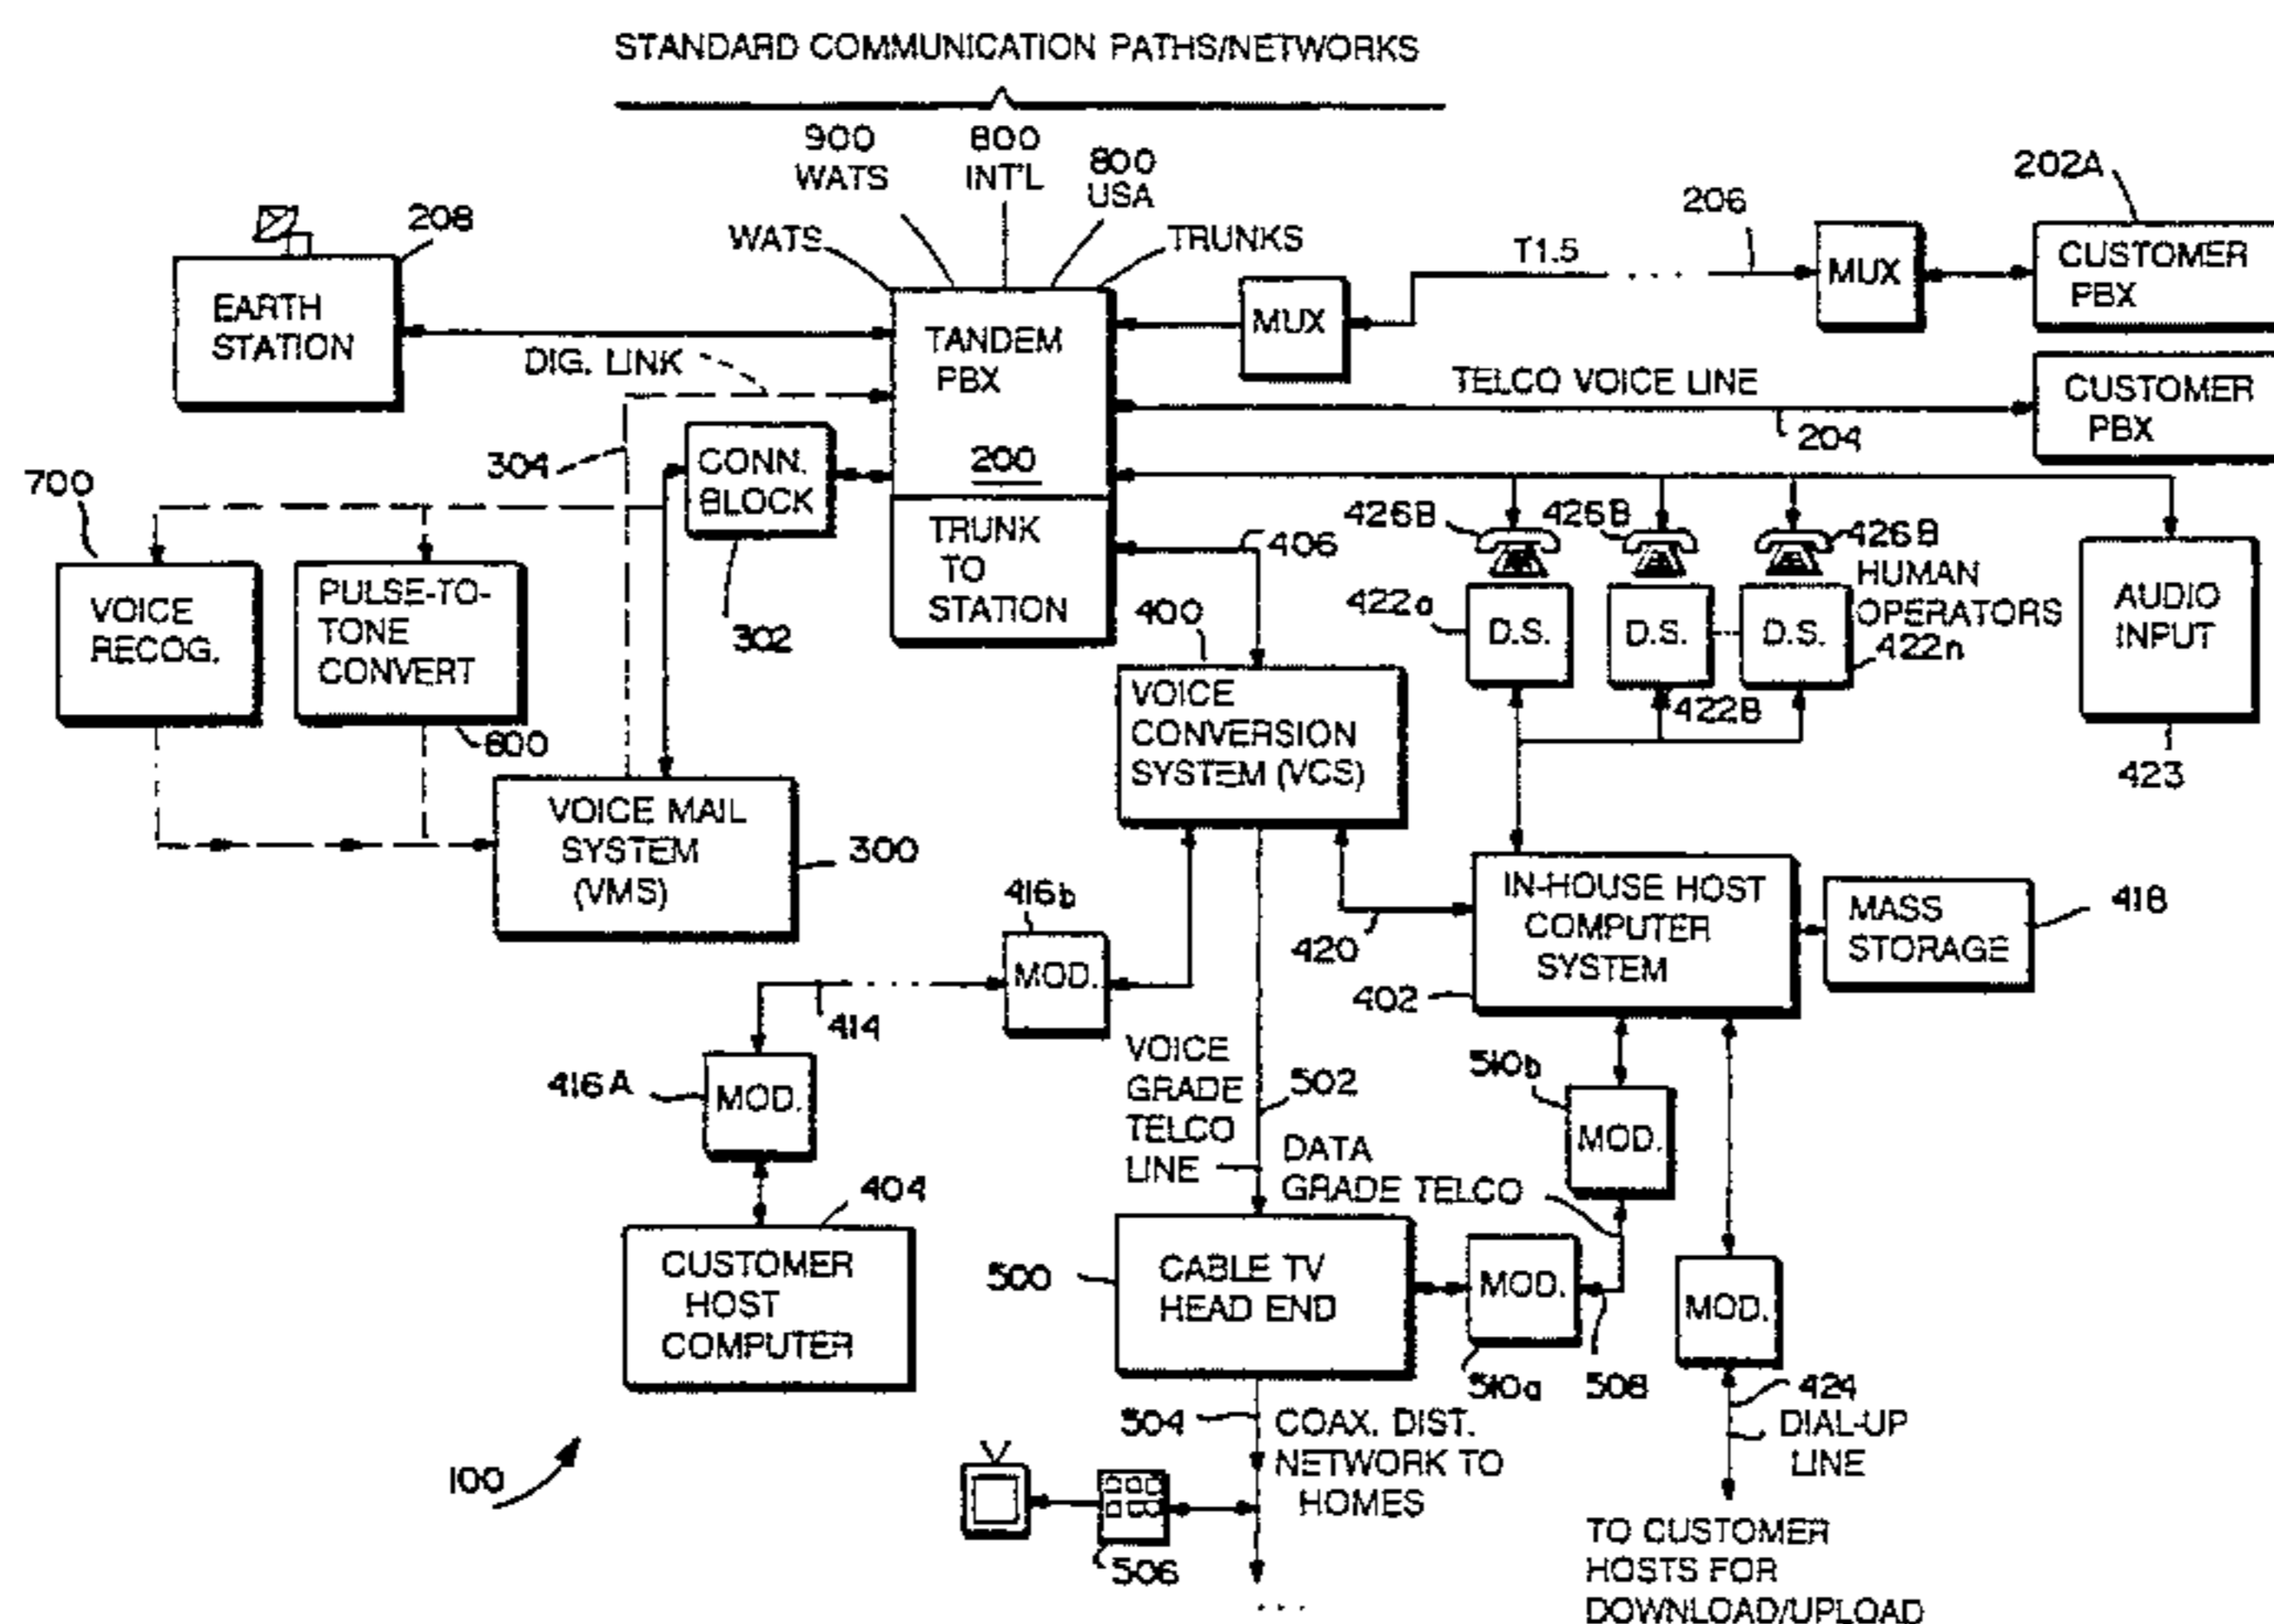 STANDARD COMMUNICATION PATHS/NETWORKS
900
WATS
800
INT'L
800
USA
WATS
TRUNKS
208
EARTH
STATION
DIG. LINK
304
TANDEM
PBX
200
TRUNK
TO
STATION
MUX
T1.5
206
MUX
202A
CUSTOMER
PBX
TELCO VOICE LINE
204
CUSTOMER
PBX
CONN.
BLOCK
302
700
VOICE
RECOG.
PULSE-TO-
TONE
CONVERT
600
VOICE MAIL
SYSTEM
(VMS)
300
406
400
VOICE
CONVERSION
SYSTEM (VCS)
426B
426B
426B
HUMAN
OPERATORS
422a
D.S.
D.S.
D.S.
422B
422n
AUDIO
INPUT
423
416b
MOD.
414
416A
MOD.
404
CUSTOMER
HOST
COMPUTER
420
IN-HOUSE HOST
COMPUTER
SYSTEM
402
MASS
STORAGE
418
VOICE
GRADE
TELCO
LINE
502
DATA
GRADE TELCO
510b
MOD.
500
CABLE TV
HEAD END
MOD.
510a
508
MOD.
424
DIAL-UP
LINE
504
COAX. DIST.
NETWORK TO
HOMES
506
100
TO CUSTOMER
HOSTS FOR
DOWNLOAD/UPLOAD